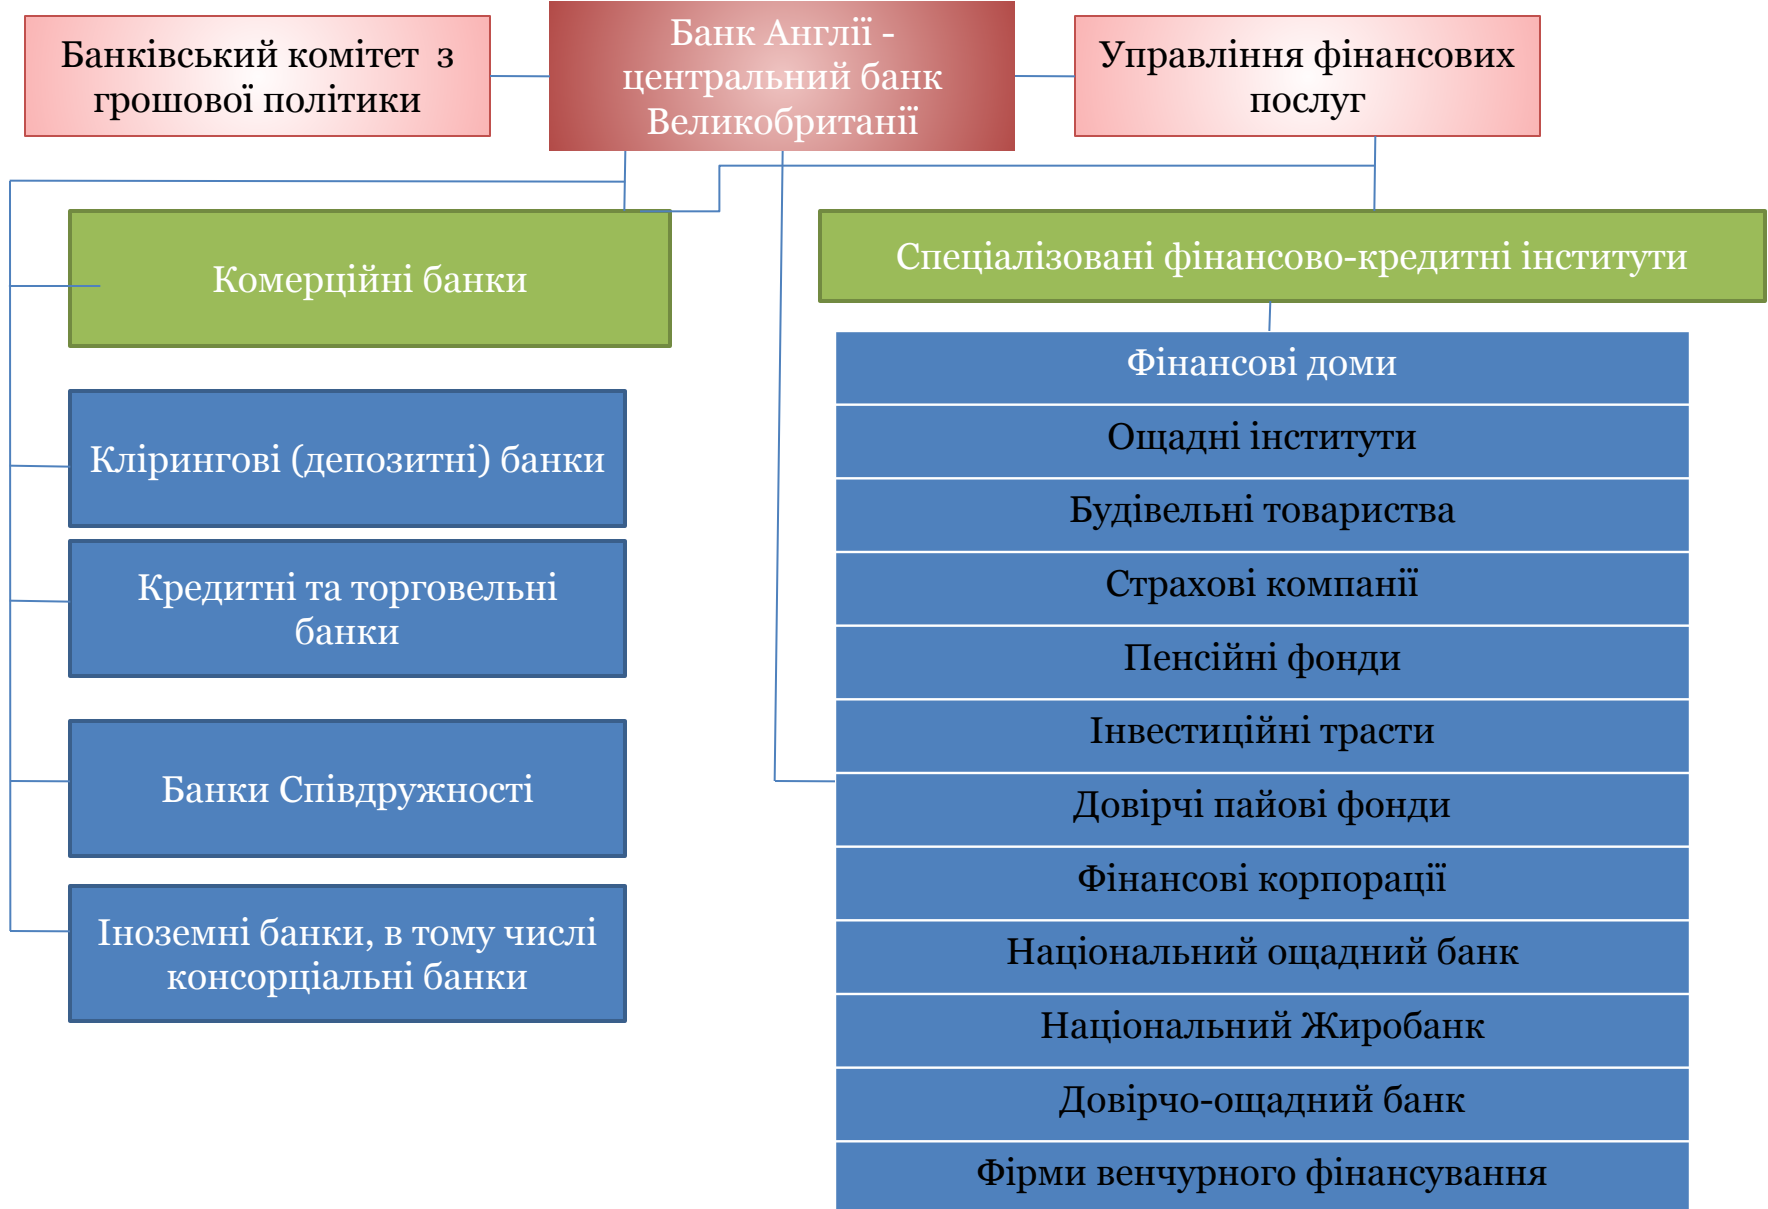 Банківський комітет з
грошової політики
Банк Англії -
центральний банк
Великобританії
Управління фінансових
послуг
Комерційні банки
Спеціалізовані фінансово-кредитні інститути
Клірингові (депозитні) банки
Кредитні та торговельні
банки
Банки Співдружності
Іноземні банки, в тому числі
консорціальні банки
Фінансові доми
Ощадні інститути
Будівельні товариства
Страхові компанії
Пенсійні фонди
Інвестиційні трасти
Довірчі пайові фонди
Фінансові корпорації
Національний ощадний банк
Національний Жиробанк
Довірчо-ощадний банк
Фірми венчурного фінансування